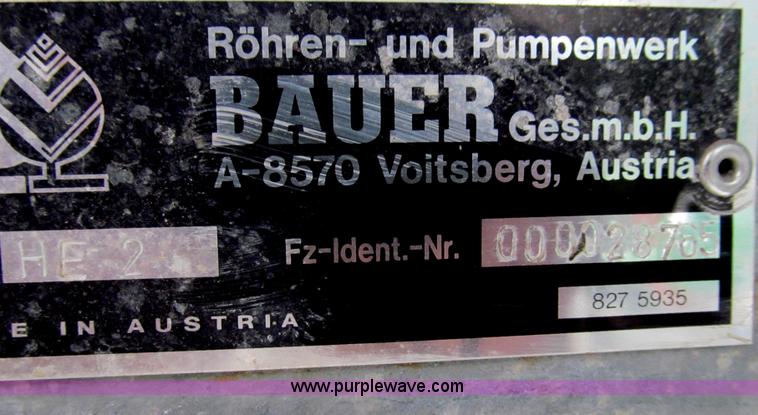 Röhren- und Pumpenwerk
BAUER Ges.m.b.H.
A-8570 Voitsberg, Austria
HE 2 Fz-Ident.-Nr. 000028765
827 5935
E IN AUSTRIA
www.purplewave.com